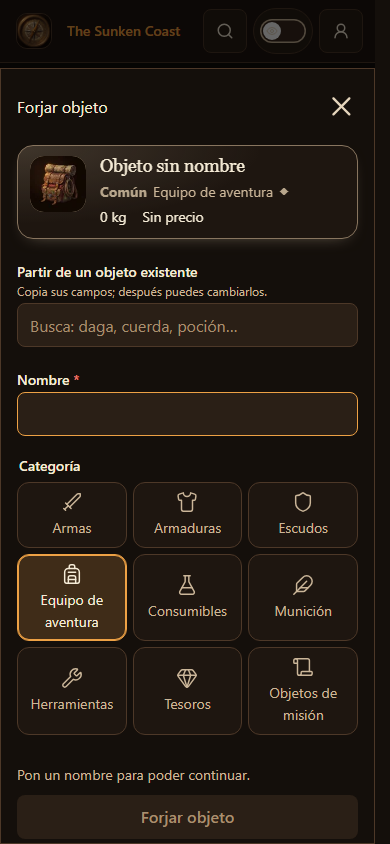 The Sunken Coast
Forjar objeto
Objeto sin nombre
Común Equipo de aventura
0 kg Sin precio
Partir de un objeto existente
Copia sus campos; después puedes cambiarlos.
Busca: daga, cuerda, poción...
Nombre *
Categoría
Armas
Armaduras
Escudos
Equipo de
aventura
Consumibles
Munición
Herramientas
Tesoros
Objetos de
misión
Pon un nombre para poder continuar.
Forjar objeto